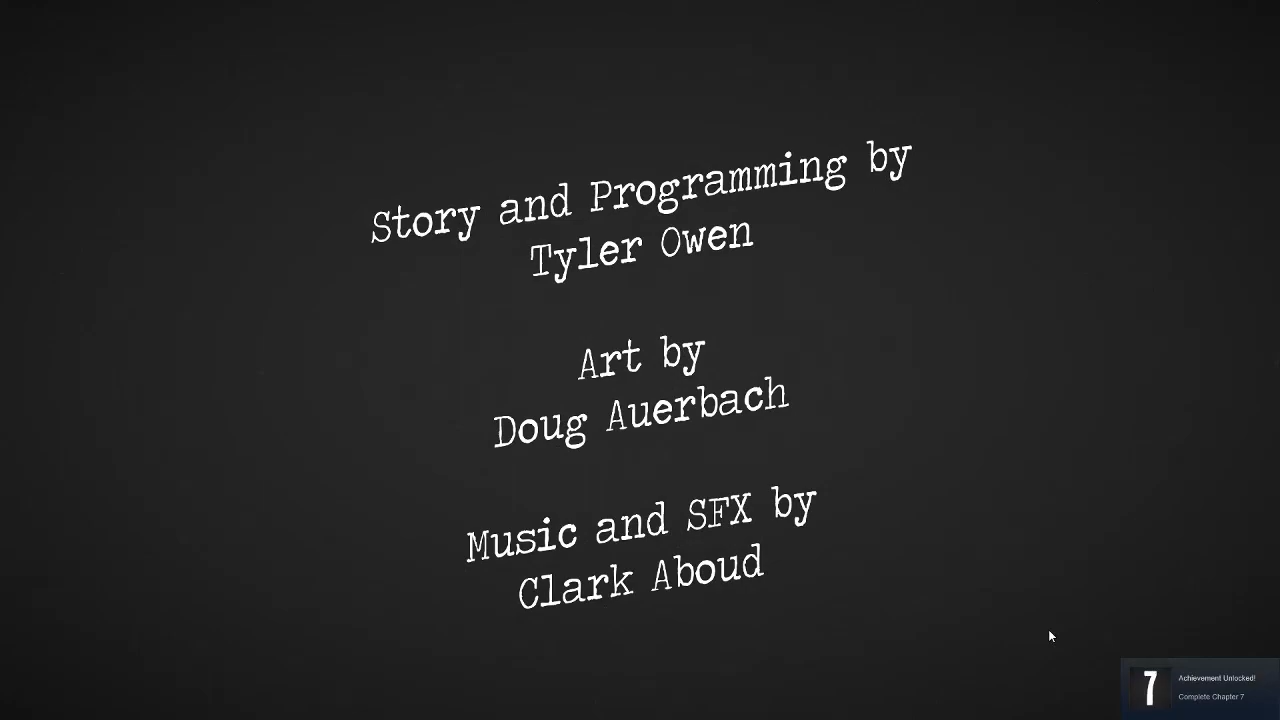 Story and Programming by
Tyler Owen
Art by
Doug Auerbach
Music and SFX by
Clark Aboud
7
Achievement Unlocked!
Complete Chapter 7